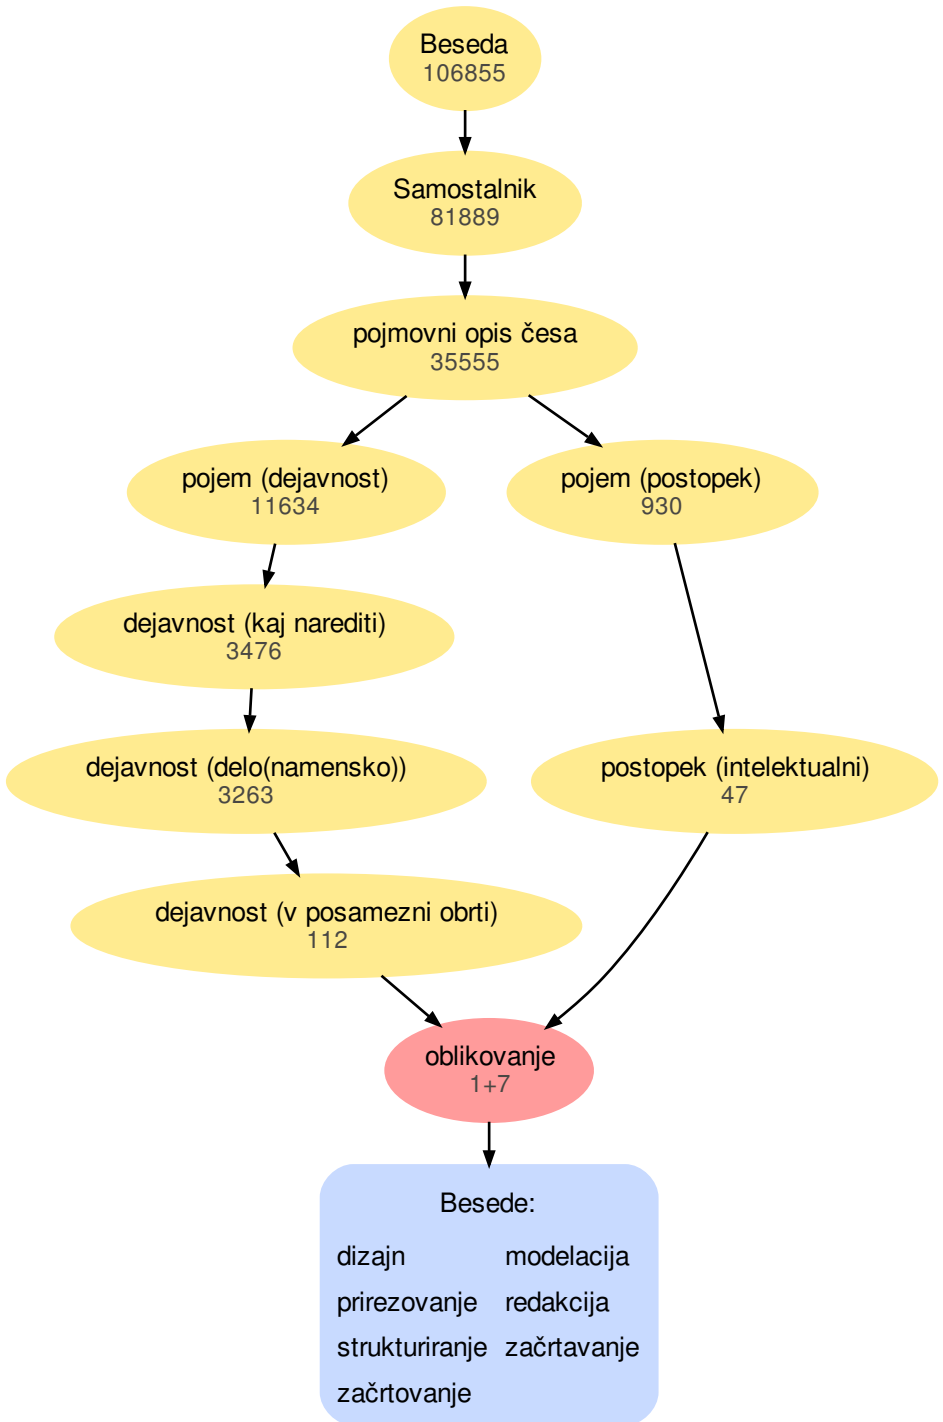 Beseda
106855
Samostalnik
81889
pojmovni opis česa
35555
pojem (dejavnost)
11634
pojem (postopek)
930
dejavnost (kaj narediti)
3476
dejavnost (delo(namensko))
3263
postopek (intelektualni)
47
dejavnost (v posamezni obrti)
112
oblikovanje
1+7
Besede:
dizajn modelacija
prirezovanje redakcija
strukturiranje začrtavanje
začrtovanje